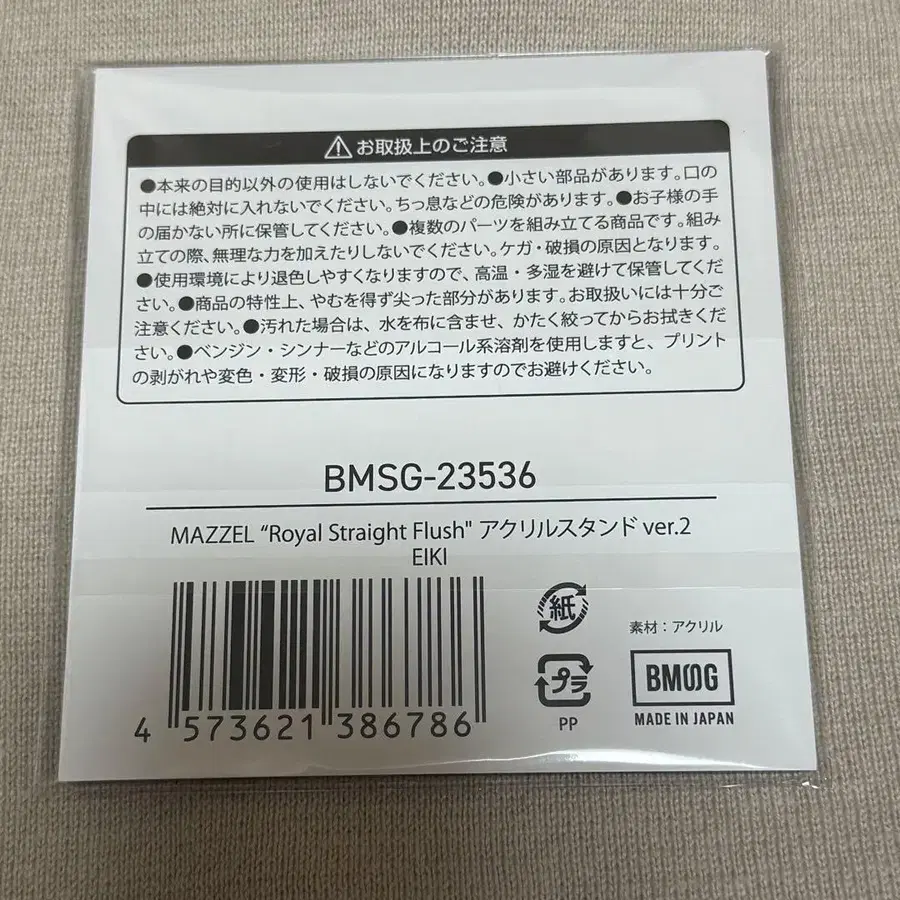 ⚠お取扱上のご注意
●本来の目的以外の使用はしないでください。●小さい部品があります。口の
中には絶対に入れないでください。ちっ息などの危険があります。●お子様の手
の届かない所に保管してください。●複数のパーツを組み立てる商品です。組み
立ての際、無理な力を加えたりしないでください。ケガ・破損の原因となります。
●使用環境により退色しやすくなりますので、高温・多湿を避けて保管してくだ
さい。●商品の特性上、やむを得ず尖った部分があります。お取扱いには十分ご
注意ください。●汚れた場合は、水を布に含ませ、かたく絞ってからお拭きくだ
さい。●ベンジン・シンナーなどのアルコール系溶剤を使用しますと、プリント
の剥がれや変色・変形・破損の原因になりますのでお避けください。
BMSG-23536
MAZZEL “Royal Straight Flush" アクリルスタンド ver.2
EIKI
4 573621 386786
紙
プラ
PP
素材：アクリル
BMSG
MADE IN JAPAN